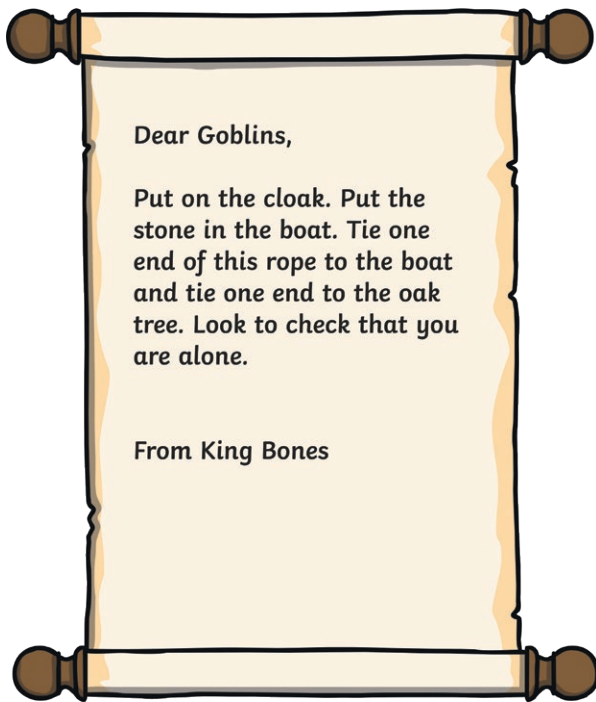 Dear Goblins,
Put on the cloak. Put the
stone in the boat. Tie one
end of this rope to the boat
and tie one end to the oak
tree. Look to check that you
are alone.
From King Bones